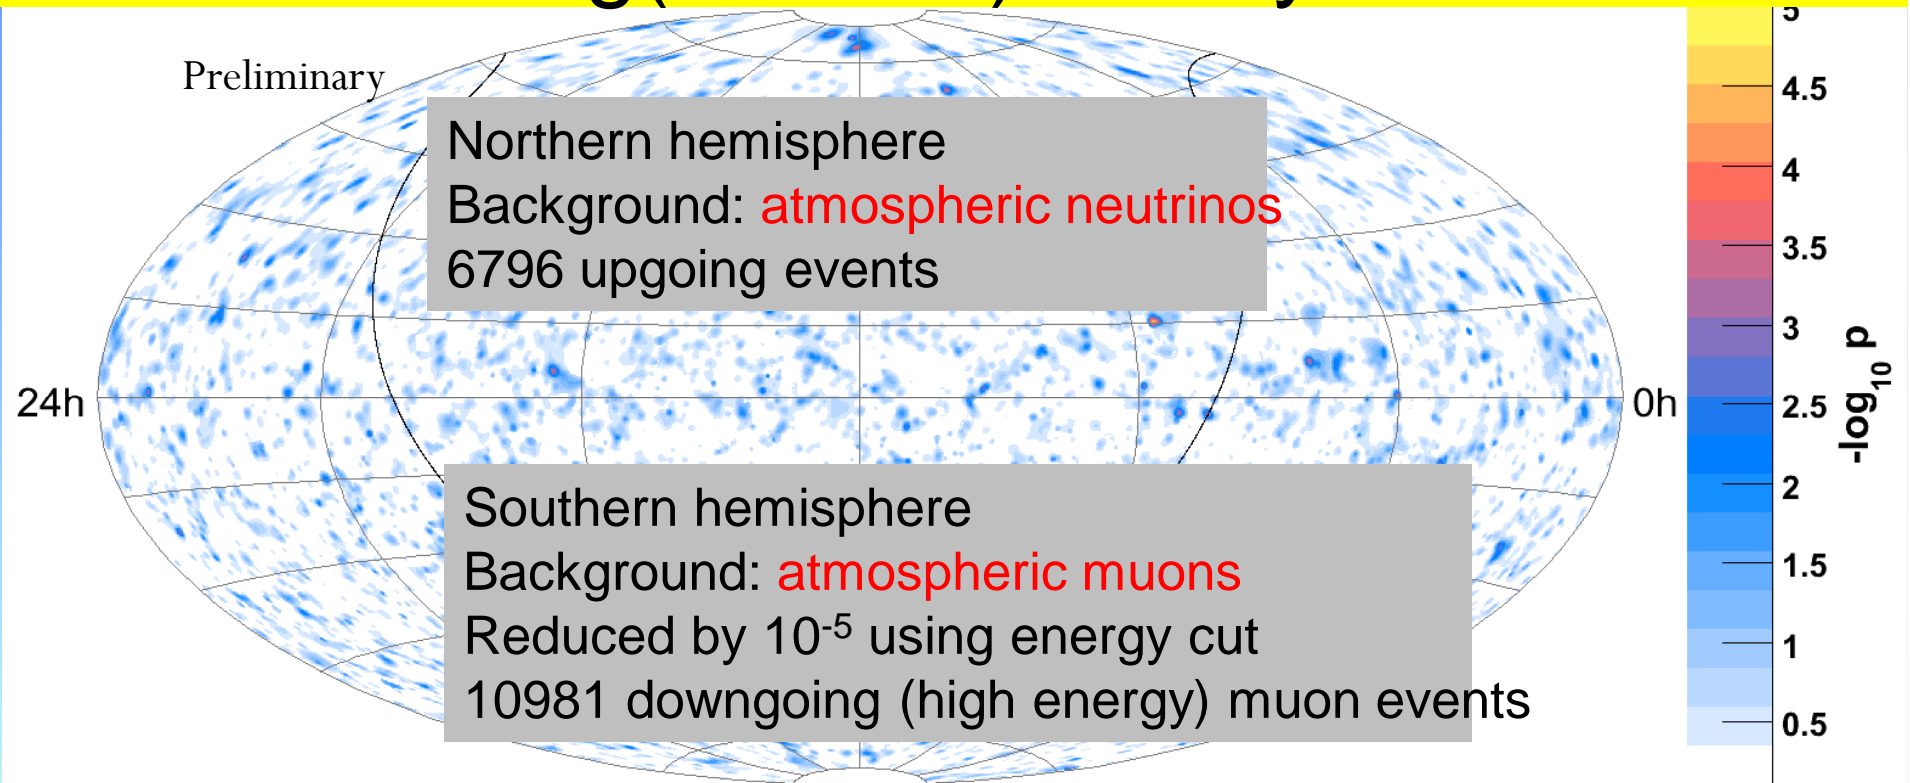 Preliminary
Northern hemisphere
Background: atmospheric neutrinos
6796 upgoing events
24h
0h
Southern hemisphere
Background: atmospheric muons
Reduced by 10⁻⁵ using energy cut
10981 downgoing (high energy) muon events
5
4.5
4
3.5
3
2.5
2
1.5
1
0.5
-log₁₀ p